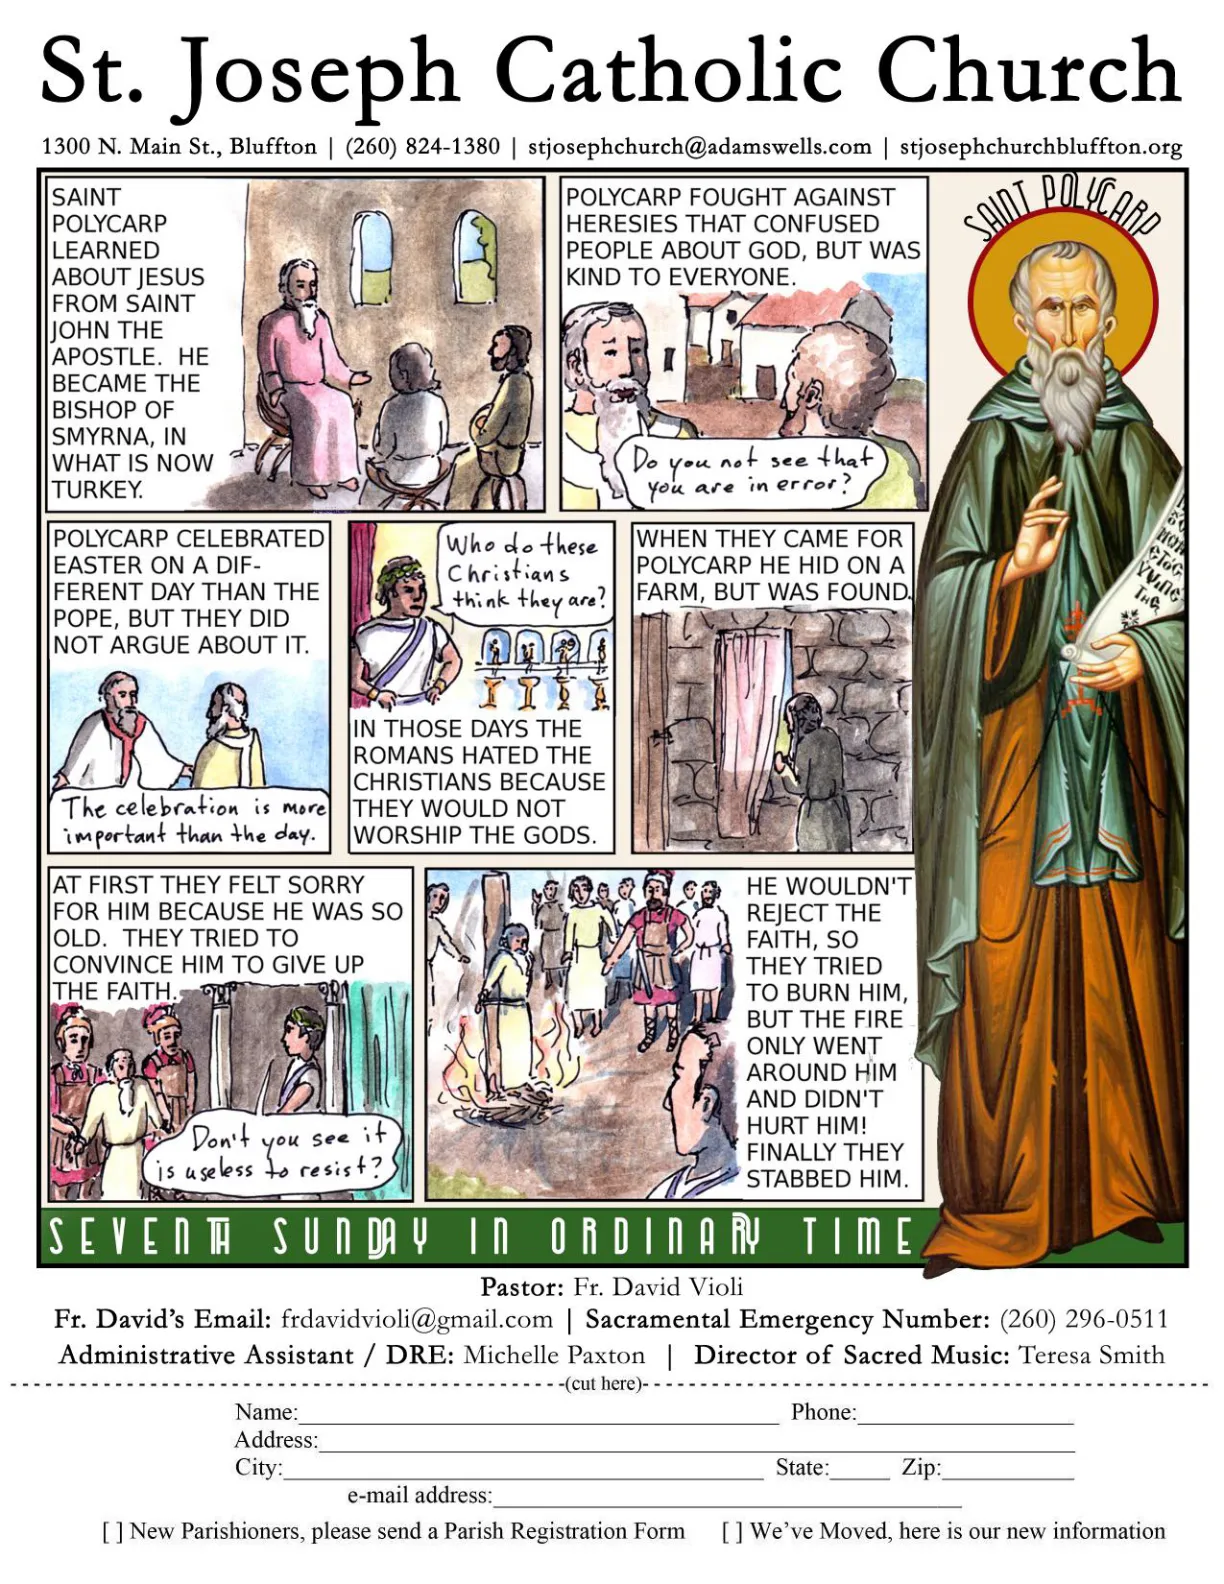 St. Joseph Catholic Church
1300 N. Main St., Bluffton | (260) 824-1380 | stjosephchurch@adamswells.com | stjosephchurchbluffton.org
SAINT
POLYCARP
LEARNED
ABOUT JESUS
FROM SAINT
JOHN THE
APOSTLE. HE
BECAME THE
BISHOP OF
SMYRNA, IN
WHAT IS NOW
TURKEY.
POLYCARP FOUGHT AGAINST
HERESIES THAT CONFUSED
PEOPLE ABOUT GOD, BUT WAS
KIND TO EVERYONE.
Do you not see that
you are in error?
SAINT POLYCARP
POLYCARP CELEBRATED
EASTER ON A DIF-
FERENT DAY THAN THE
POPE, BUT THEY DID
NOT ARGUE ABOUT IT.
The celebration is more
important than the day.
Who do these
Christians
think they are?
IN THOSE DAYS THE
ROMANS HATED THE
CHRISTIANS BECAUSE
THEY WOULD NOT
WORSHIP THE GODS.
WHEN THEY CAME FOR
POLYCARP HE HID ON A
FARM, BUT WAS FOUND.
AT FIRST THEY FELT SORRY
FOR HIM BECAUSE HE WAS SO
OLD. THEY TRIED TO
CONVINCE HIM TO GIVE UP
THE FAITH.
Don't you see it
is useless to resist?
HE WOULDN'T
REJECT THE
FAITH, SO
THEY TRIED
TO BURN HIM,
BUT THE FIRE
ONLY WENT
AROUND HIM
AND DIDN'T
HURT HIM!
FINALLY THEY
STABBED HIM.
SEVENTH SUNDAY IN ORDINARY TIME
Pastor: Fr. David Violi
Fr. David's Email: frdavidvioli@gmail.com | Sacramental Emergency Number: (260) 296-0511
Administrative Assistant / DRE: Michelle Paxton | Director of Sacred Music: Teresa Smith
(cut here)
Name: Phone:
Address:
City: State: Zip:
e-mail address:
[ ] New Parishioners, please send a Parish Registration Form [ ] We've Moved, here is our new information